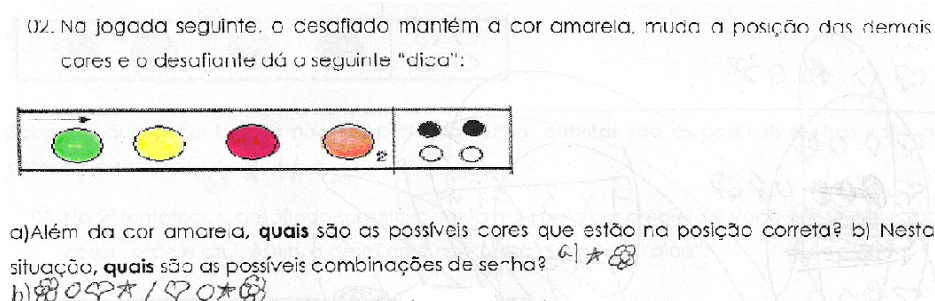 02. Na jogada seguinte, o desafiado mantém a cor amarela, muda a posição das demais
cores e o desafiante dá a seguinte "dica":
2
a)Além da cor amarela, quais são as possíveis cores que estão na posição correta? b) Nesta
situação, quais são as possíveis combinações de senha? a)
b) /